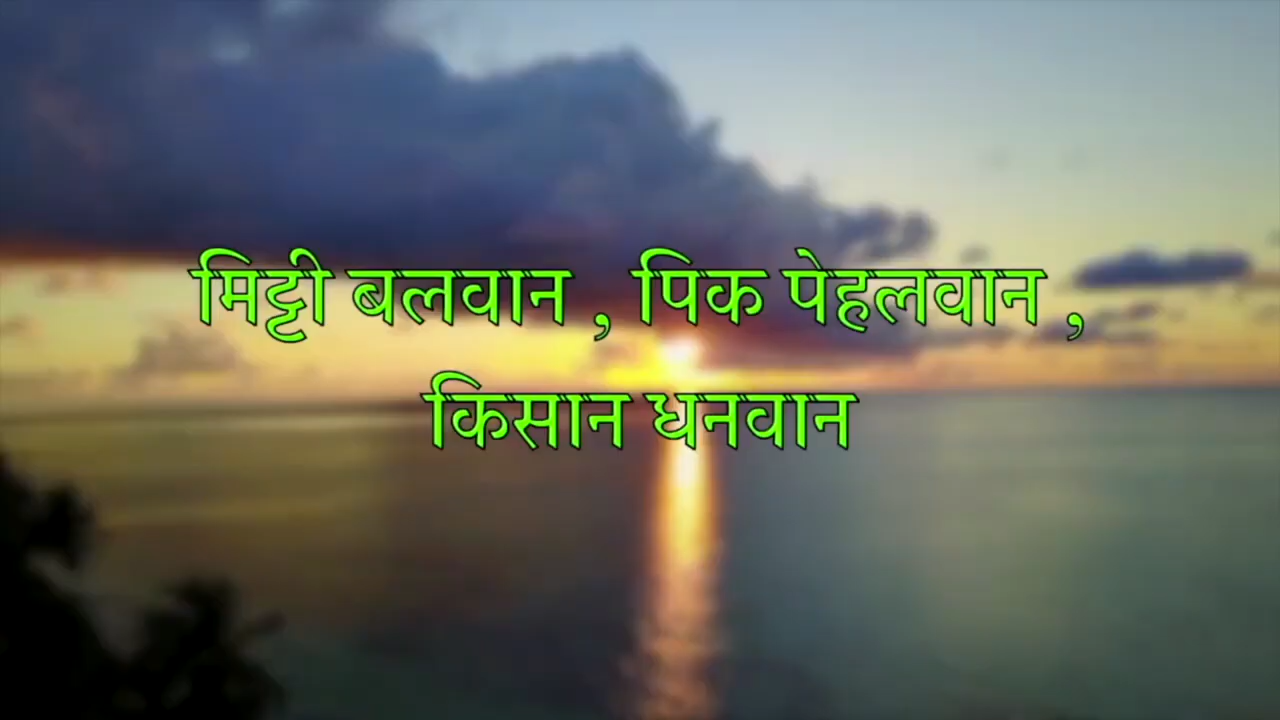 मिट्टी बलवान , पिक पेहलवान ,
किसान धनवान